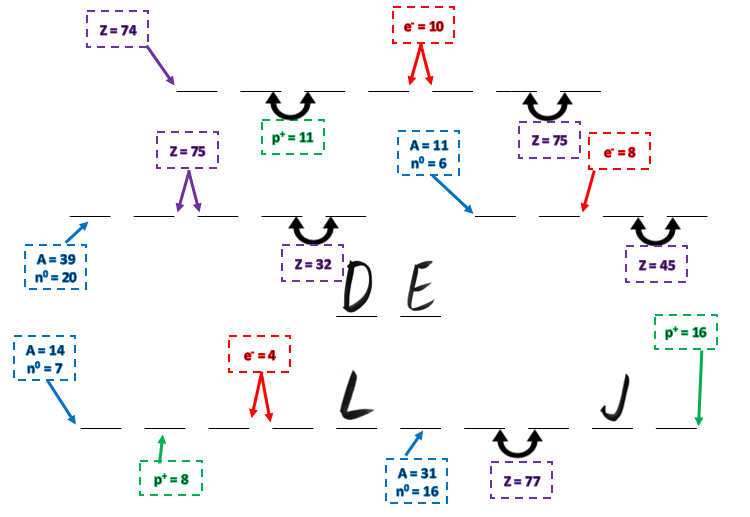 Z = 74
e⁻ = 10
p⁺ = 11
Z = 75
Z = 75
A = 11
n⁰ = 6
e⁻ = 8
A = 39
n⁰ = 20
Z = 32
Z = 45
D E
p⁺ = 16
A = 14
n⁰ = 7
e⁻ = 4
L J
p⁺ = 8
A = 31
n⁰ = 16
Z = 77